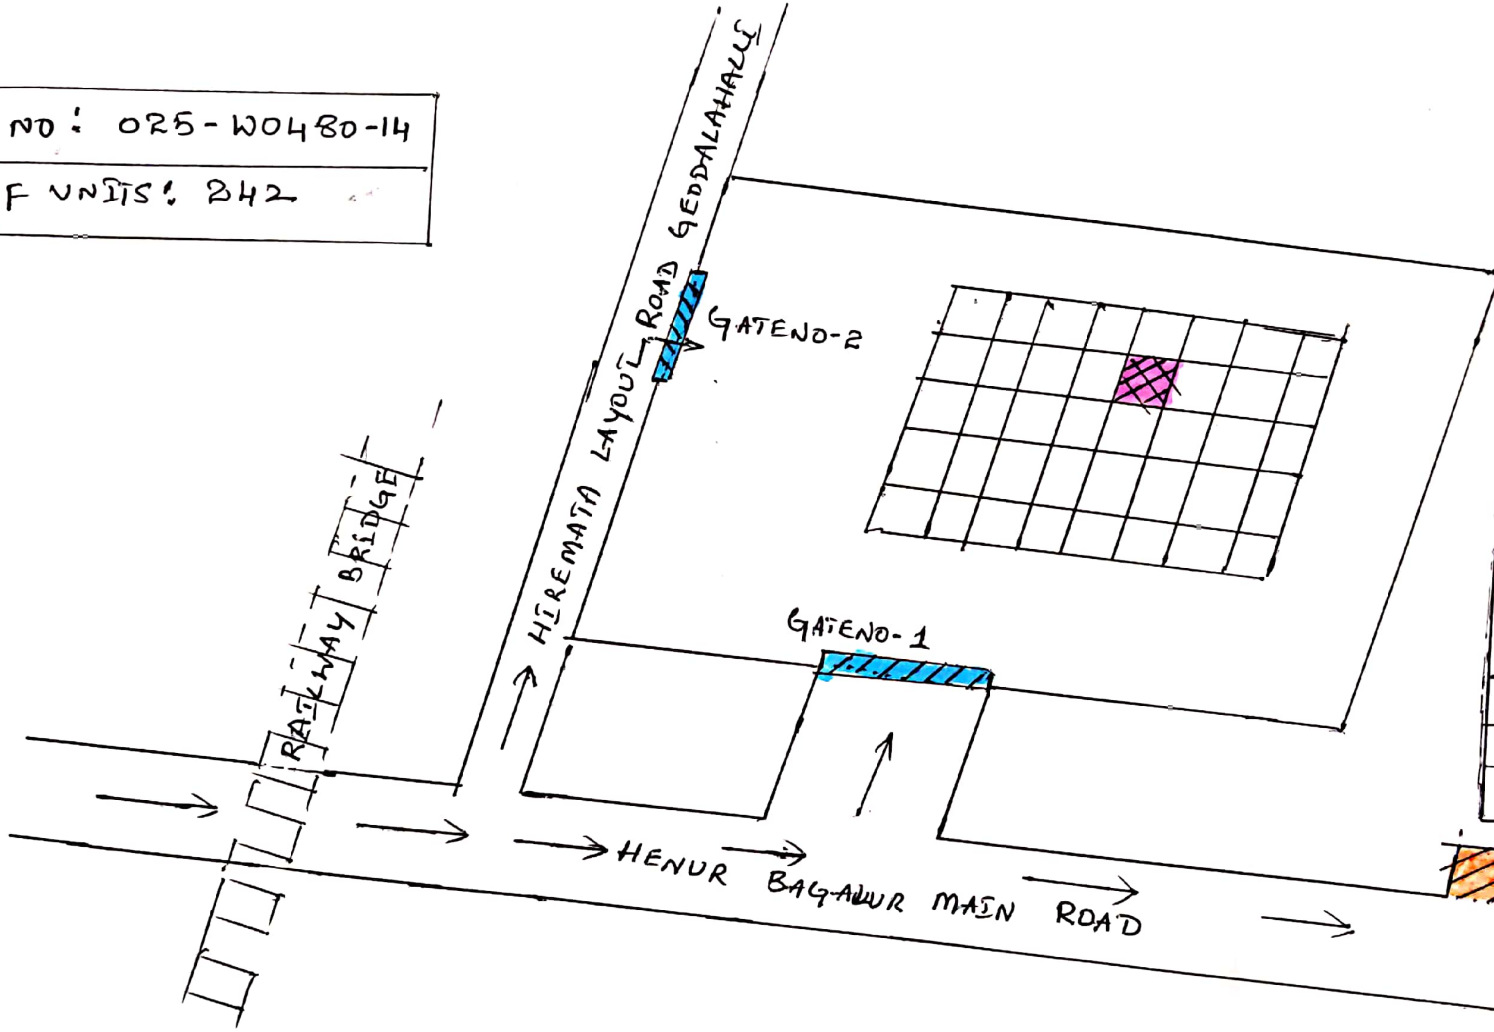 NO: 025-W0480-14
F UNITS: 242
HIREMATA LAYOUT ROAD GEDDALAHALLI
GATENO-2
RAILWAY BRIDGE
GATENO-1
HENUR BAGALUR MAIN ROAD